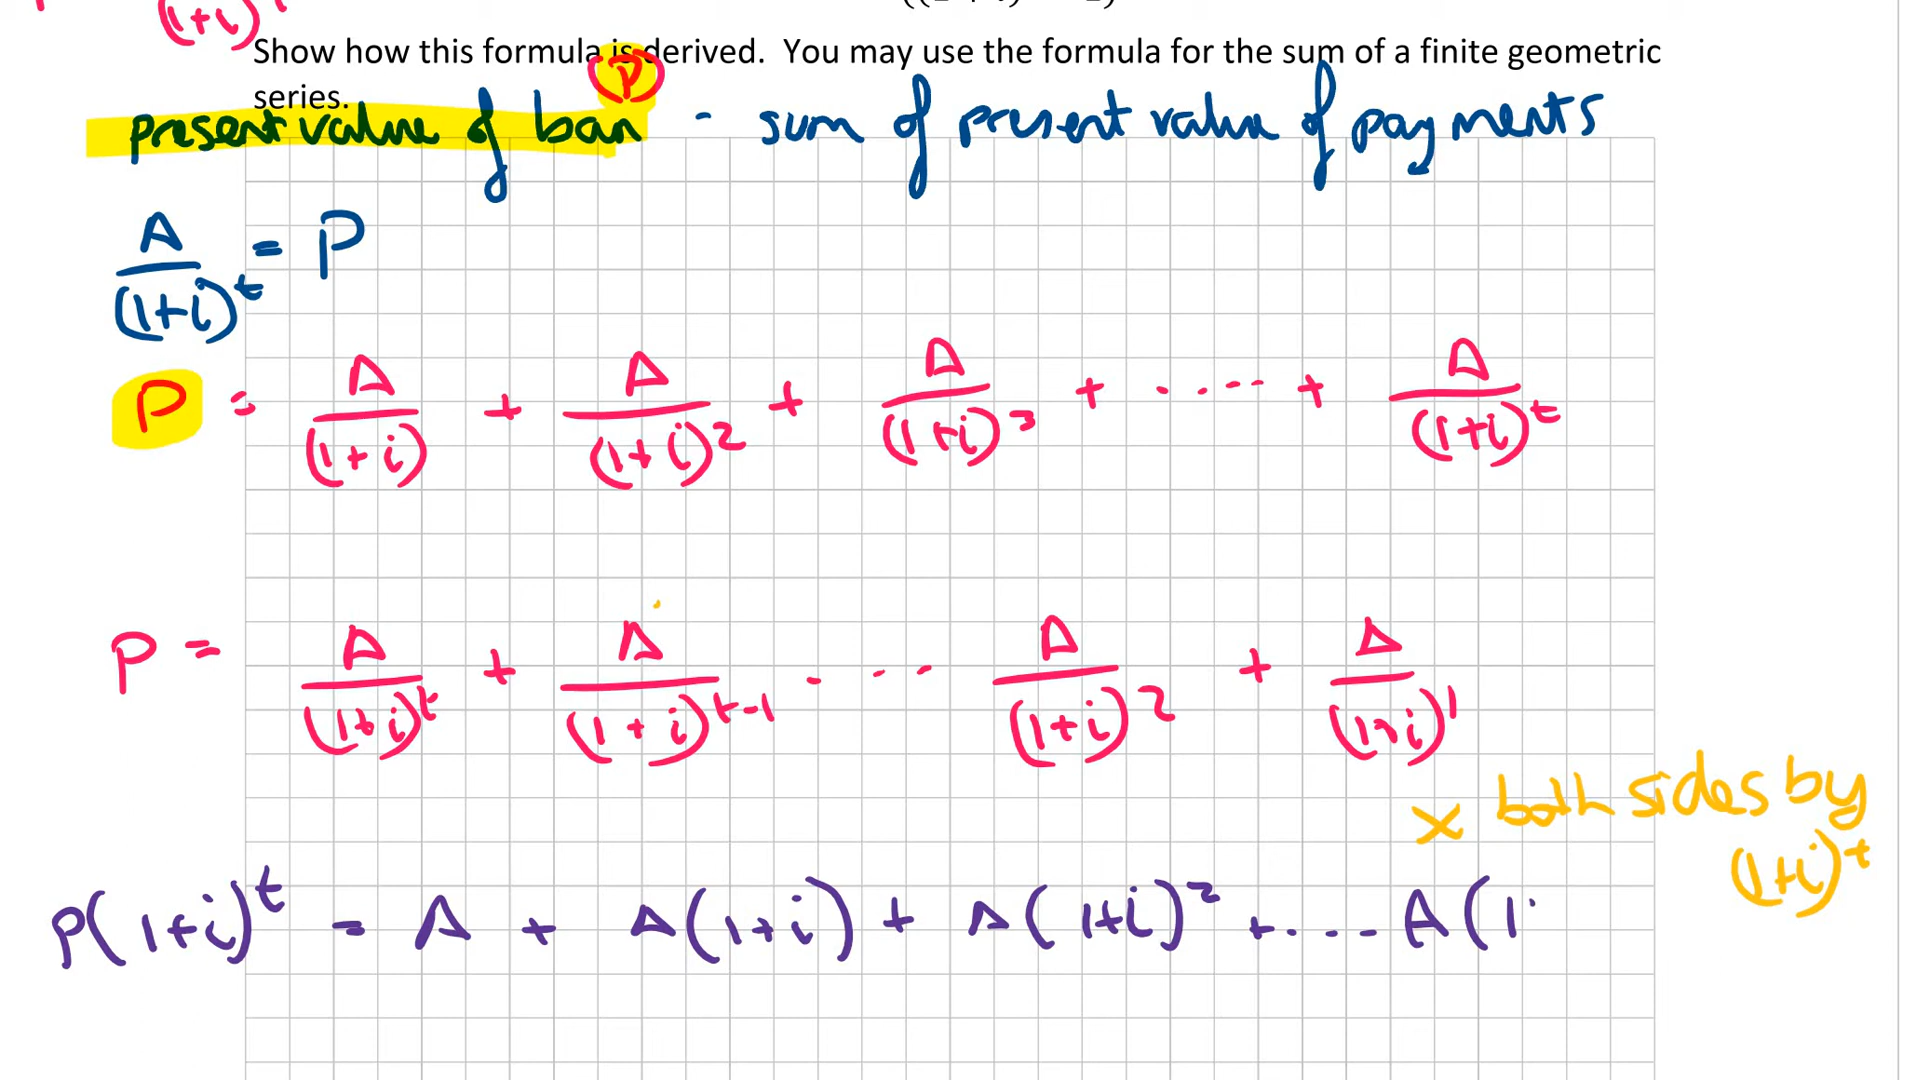 (1+i)
Show how this formula is derived. You may use the formula for the sum of a finite geometric
series.
P
present value of loan - sum of present value of payments
A/(1+i)^t = P
P = A/(1+i) + A/(1+i)^2 + A/(1+i)^3 + ..... + A/(1+i)^t
P = A/(1+i)^t + A/(1+i)^t-1 . .. A/(1+i)^2 + A/(1+i)^1
x both sides by
(1+i)^t
P(1+i)^t = A + A(1+i) + A(1+i)^2 + .... A(1